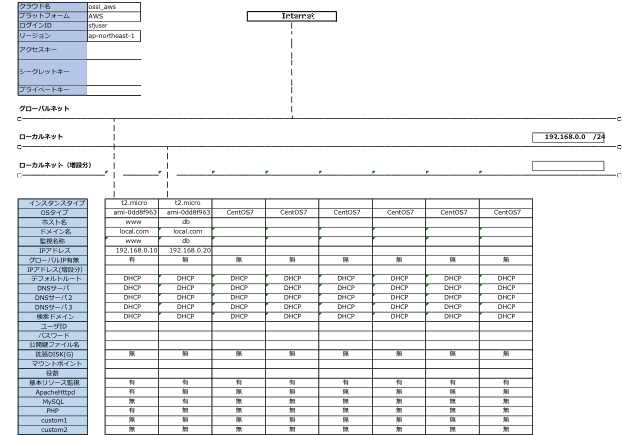 クラウド名 ossl_aws
プラットフォーム AWS
ログインID sfjuser
リージョン ap-northeast-1
アクセスキー
シークレットキー
プライベートキー
Internet
グローバルネット
ローカルネット 192.168.0.0 /24
ローカルネット（増設分）
インスタンスタイプ t2.micro t2.micro
OSタイプ ami-0dd8f963 ami-0dd8f963 CentOS7 CentOS7 CentOS7 CentOS7 CentOS7 CentOS7
ホスト名 www db
ドメイン名 local.com local.com
監視名称 www db
IPアドレス 192.168.0.10 192.168.0.20
グローバルIP有無 有 無 無 無 無 無 無 無
IPアドレス(増設分)
デフォルトルート DHCP DHCP DHCP DHCP DHCP DHCP DHCP DHCP
DNSサーバ DHCP DHCP DHCP DHCP DHCP DHCP DHCP DHCP
DNSサーバ2 DHCP DHCP DHCP DHCP DHCP DHCP DHCP DHCP
DNSサーバ3 DHCP DHCP DHCP DHCP DHCP DHCP DHCP DHCP
検索ドメイン DHCP DHCP DHCP DHCP DHCP DHCP DHCP DHCP
ユーザID
パスワード
公開鍵ファイル名
拡張DISK(G) 無 無 無 無 無 無 無 無
マウントポイント
役割
基本リソース監視 有 有 有 有 有 有 有 有
ApacheHttpd 有 無 無 無 無 無 無 無
MySQL 無 有 無 無 無 無 無 無
PHP 有 無 無 無 無 無 無 無
custom1 無 無 無 無 無 無 無 無
custom2 無 無 無 無 無 無 無 無